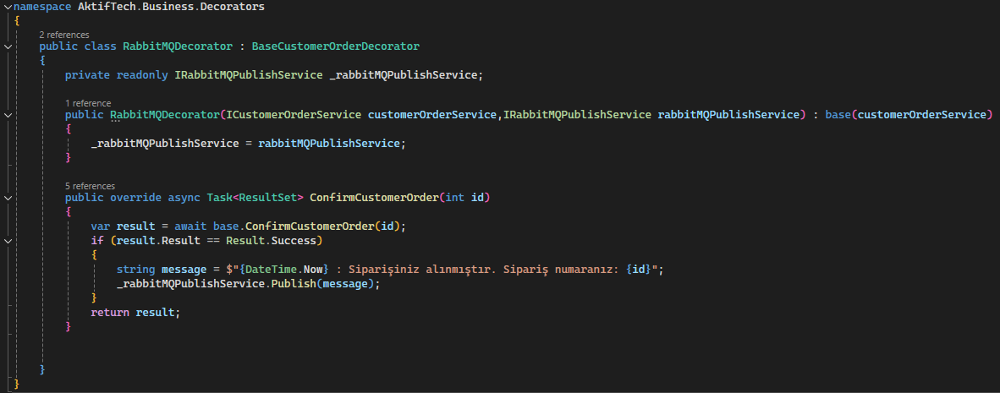 namespace AktifTech.Business.Decorators
{
2 references
public class RabbitMQDecorator : BaseCustomerOrderDecorator
{
private readonly IRabbitMQPublishService _rabbitMQPublishService;
1 reference
public RabbitMQDecorator(ICustomerOrderService customerOrderService,IRabbitMQPublishService rabbitMQPublishService) : base(customerOrderService)
{
_rabbitMQPublishService = rabbitMQPublishService;
}
5 references
public override async Task<ResultSet> ConfirmCustomerOrder(int id)
{
var result = await base.ConfirmCustomerOrder(id);
if (result.Result == Result.Success)
{
string message = $"{DateTime.Now} : Siparişiniz alınmıştır. Sipariş numaranız: {id}";
_rabbitMQPublishService.Publish(message);
}
return result;
}
}
}